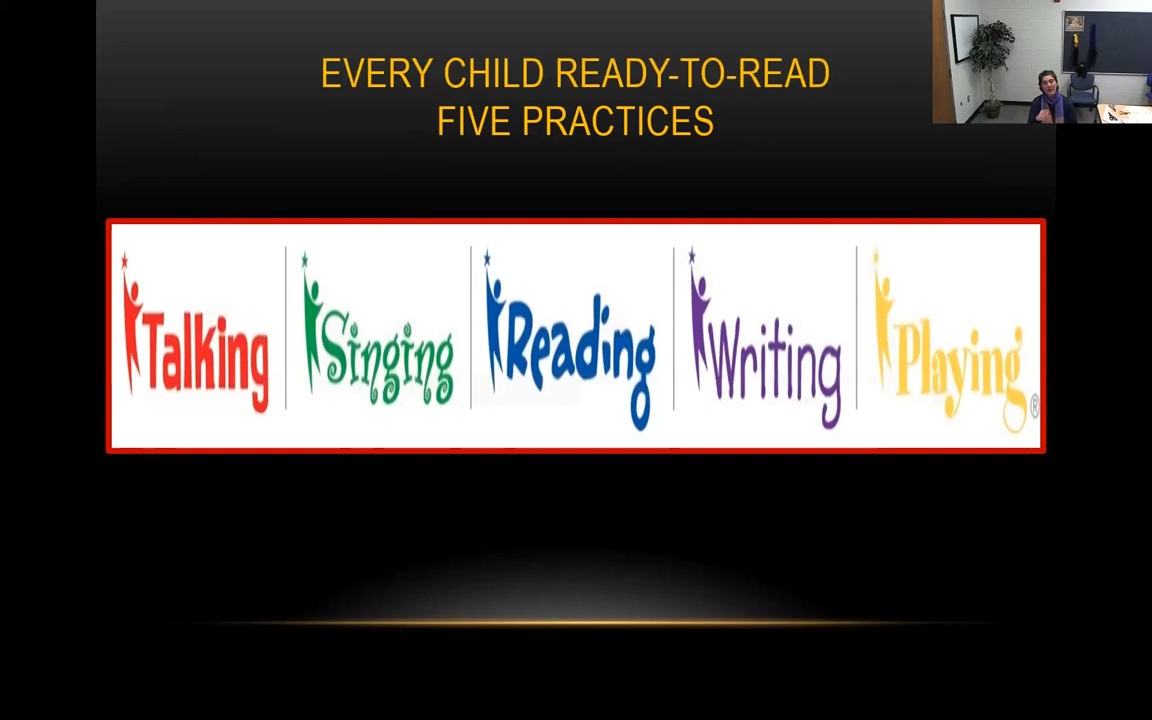 EVERY CHILD READY-TO-READ
FIVE PRACTICES
Talking Singing Reading Writing Playing®